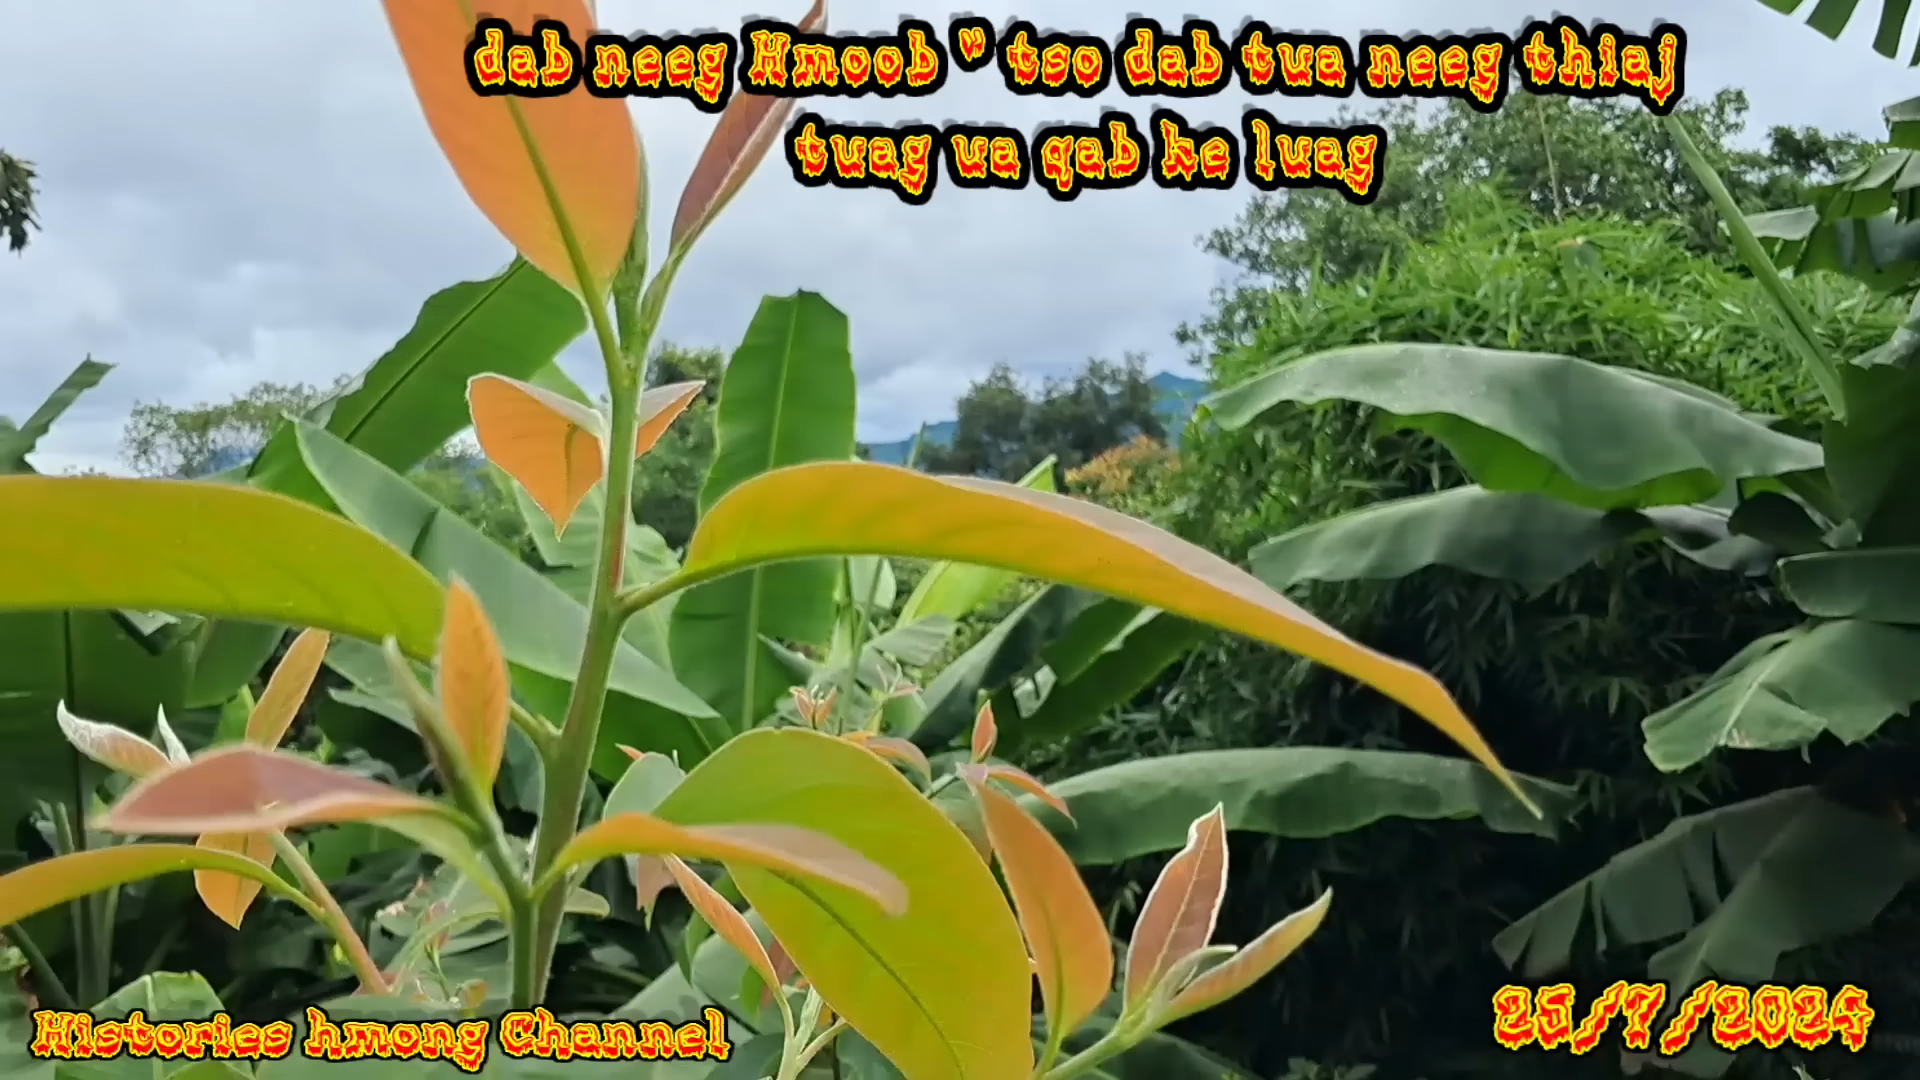 dab neeg Hmoob " tso dab tua neeg thiaj
tuag ua qab ke luag
Histories hmong Channel
25/7/2024